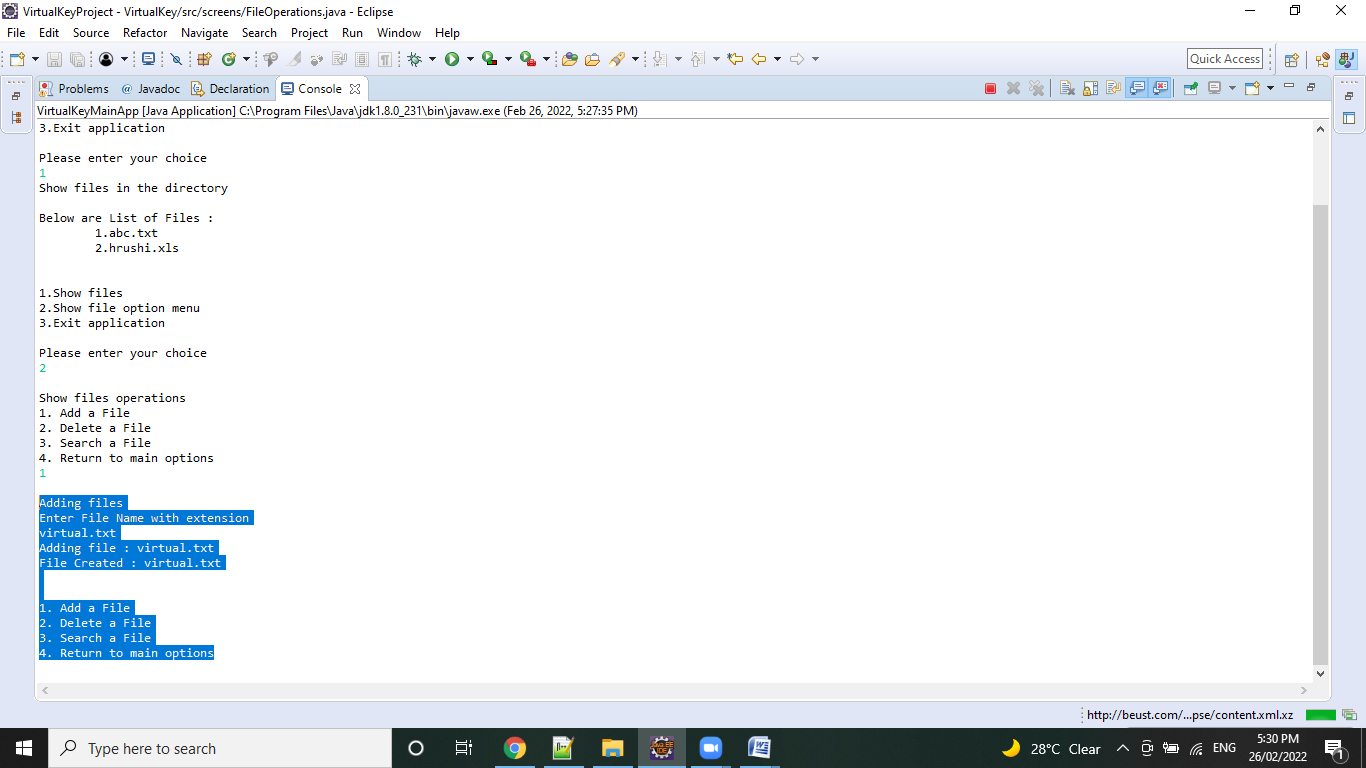 VirtualKeyProject - VirtualKey/src/screens/FileOperations.java - Eclipse
File Edit Source Refactor Navigate Search Project Run Window Help
Quick Access
Problems @ Javadoc Declaration Console
VirtualKeyMainApp [Java Application] C:\Program Files\Java\jdk1.8.0_231\bin\javaw.exe (Feb 26, 2022, 5:27:35 PM)
3.Exit application
Please enter your choice
1
Show files in the directory
Below are List of Files :
1.abc.txt
2.hrushi.xls
1.Show files
2.Show file option menu
3.Exit application
Please enter your choice
2
Show files operations
1. Add a File
2. Delete a File
3. Search a File
4. Return to main options
1
Adding files
Enter File Name with extension
virtual.txt
Adding file : virtual.txt
File Created : virtual.txt
1. Add a File
2. Delete a File
3. Search a File
4. Return to main options
http://beust.com/...pse/content.xml.xz
Type here to search
28°C Clear
ENG
5:30 PM
26/02/2022
1